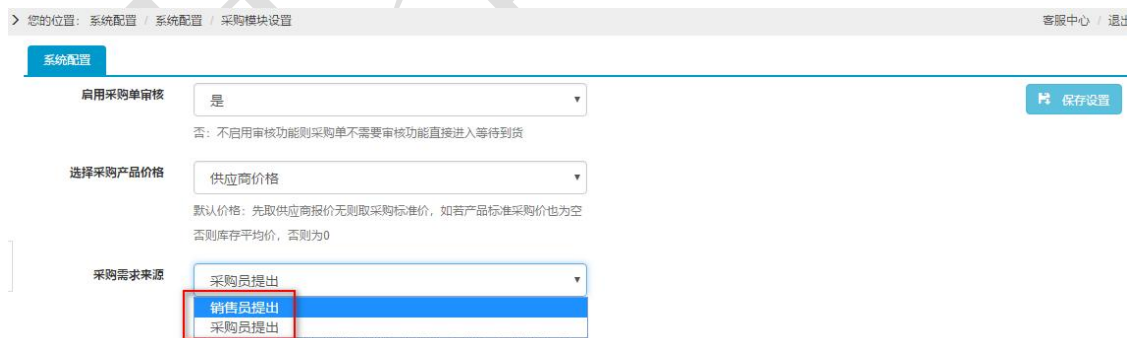 您的位置： 系统配置 / 系统配置 / 采购模块设置 客服中心 / 退出
系统配置
启用采购单审核 是 保存设置
否：不启用审核功能则采购单不需要审核功能直接进入等待到货
选择采购产品价格 供应商价格
默认价格：先取供应商报价无则取采购标准价，如若产品标准采购价也为空
否则库存平均价，否则为0
采购需求来源 采购员提出
销售员提出
采购员提出